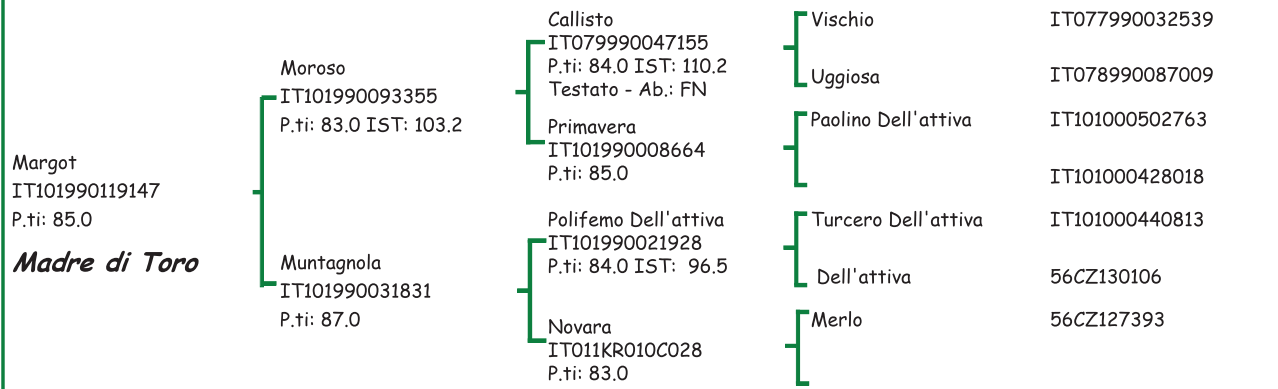 Margot
IT101990119147
P.ti: 85.0
Madre di Toro
Moroso
IT101990093355
P.ti: 83.0 IST: 103.2
Muntagnola
IT101990031831
P.ti: 87.0
Callisto
IT079990047155
P.ti: 84.0 IST: 110.2
Testato - Ab.: FN
Primavera
IT101990008664
P.ti: 85.0
Polifemo Dell'attiva
IT101990021928
P.ti: 84.0 IST: 96.5
Novara
IT011KR010C028
P.ti: 83.0
Vischio IT077990032539
Uggiosa IT078990087009
Paolino Dell'attiva IT101000502763
IT101000428018
Turcero Dell'attiva IT101000440813
Dell'attiva 56CZ130106
Merlo 56CZ127393